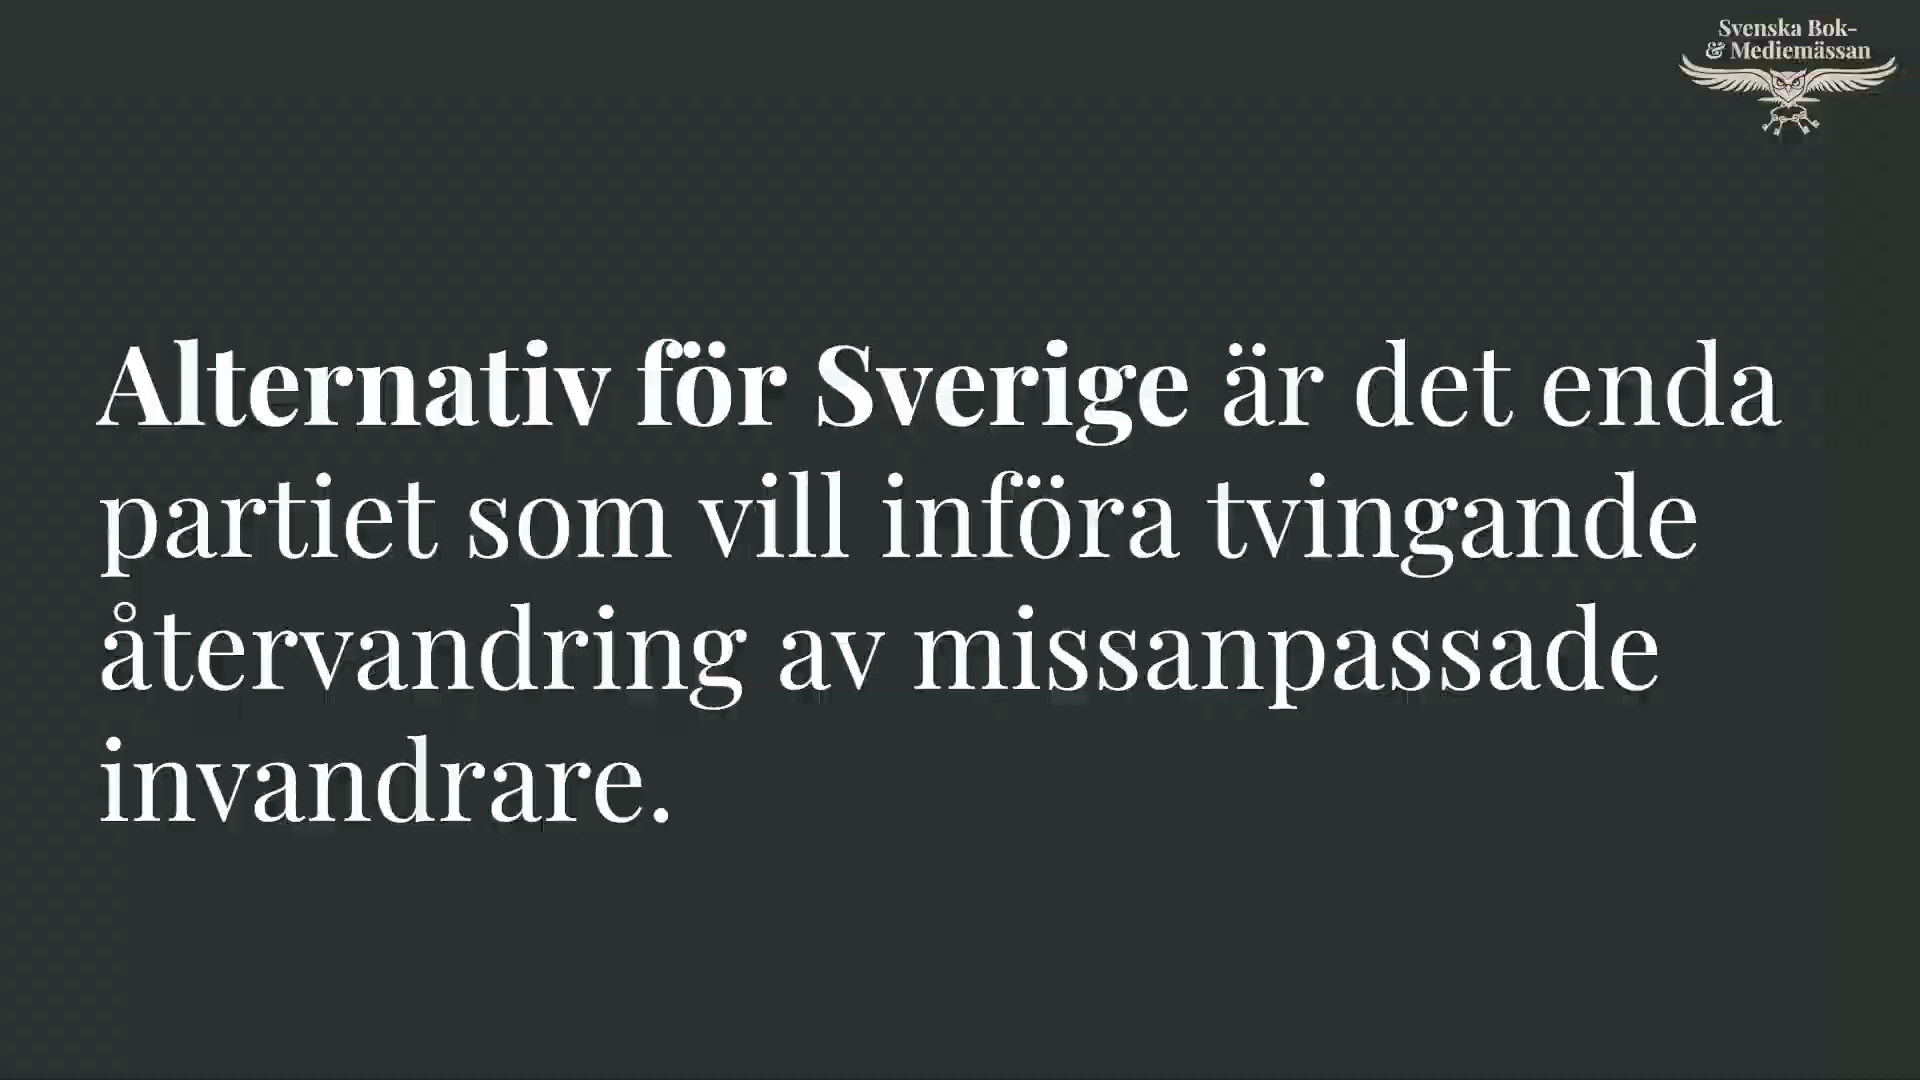 Svenska Bok-
& Mediemässan
Alternativ för Sverige är det enda
partiet som vill införa tvingande
återvandring av missanpassade
invandrare.